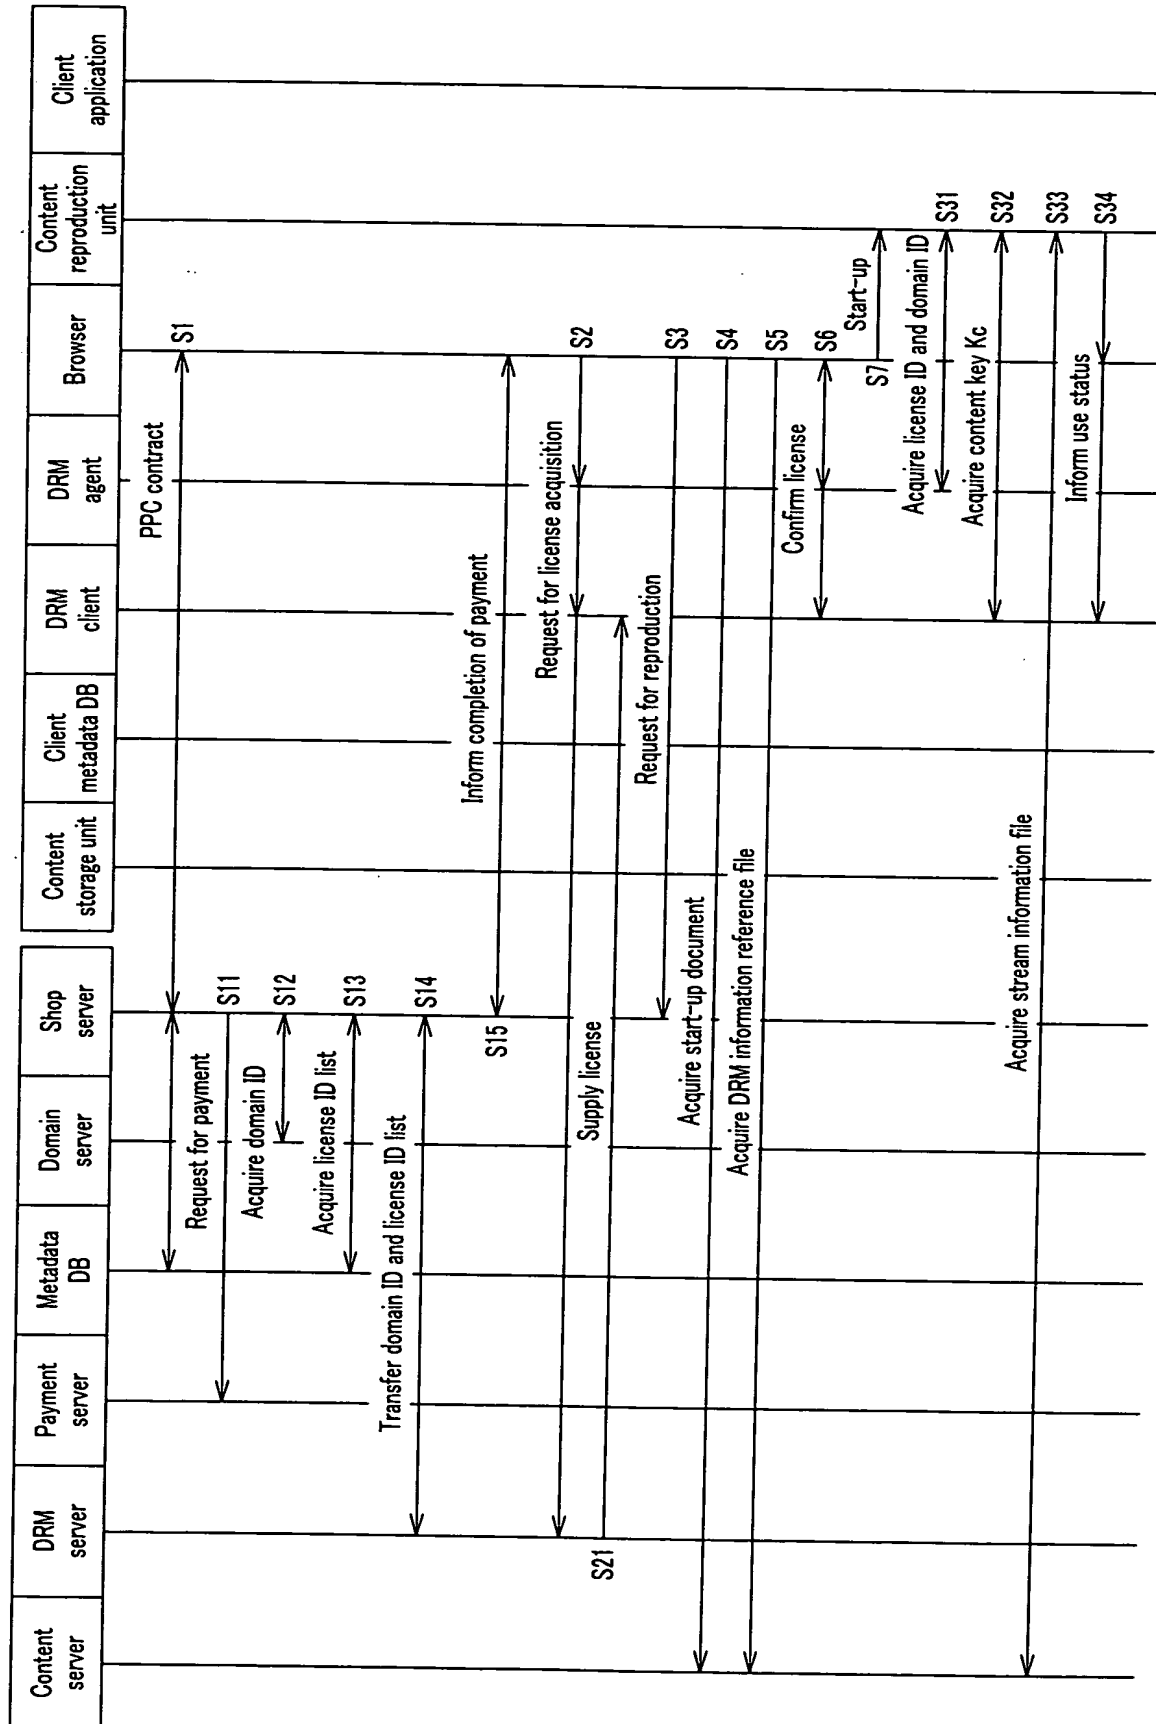 Content
server
DRM
server
Payment
server
Metadata
DB
Domain
server
Shop
server
Content
storage unit
Client
metadata DB
DRM
client
DRM
agent
Browser
Content
reproduction
unit
Client
application
PPC contract
S1
Request for payment
S11
Acquire domain ID
S12
Acquire license ID list
S13
Transfer domain ID and license ID list
S14
Inform completion of payment
S15
Request for license acquisition
S2
Supply license
S21
Request for reproduction
S3
Acquire start-up document
S4
Acquire DRM information reference file
S5
Confirm license
S6
Start-up
S7
Acquire license ID and domain ID
S31
Acquire content key Kc
S32
Acquire stream information file
S33
Inform use status
S34